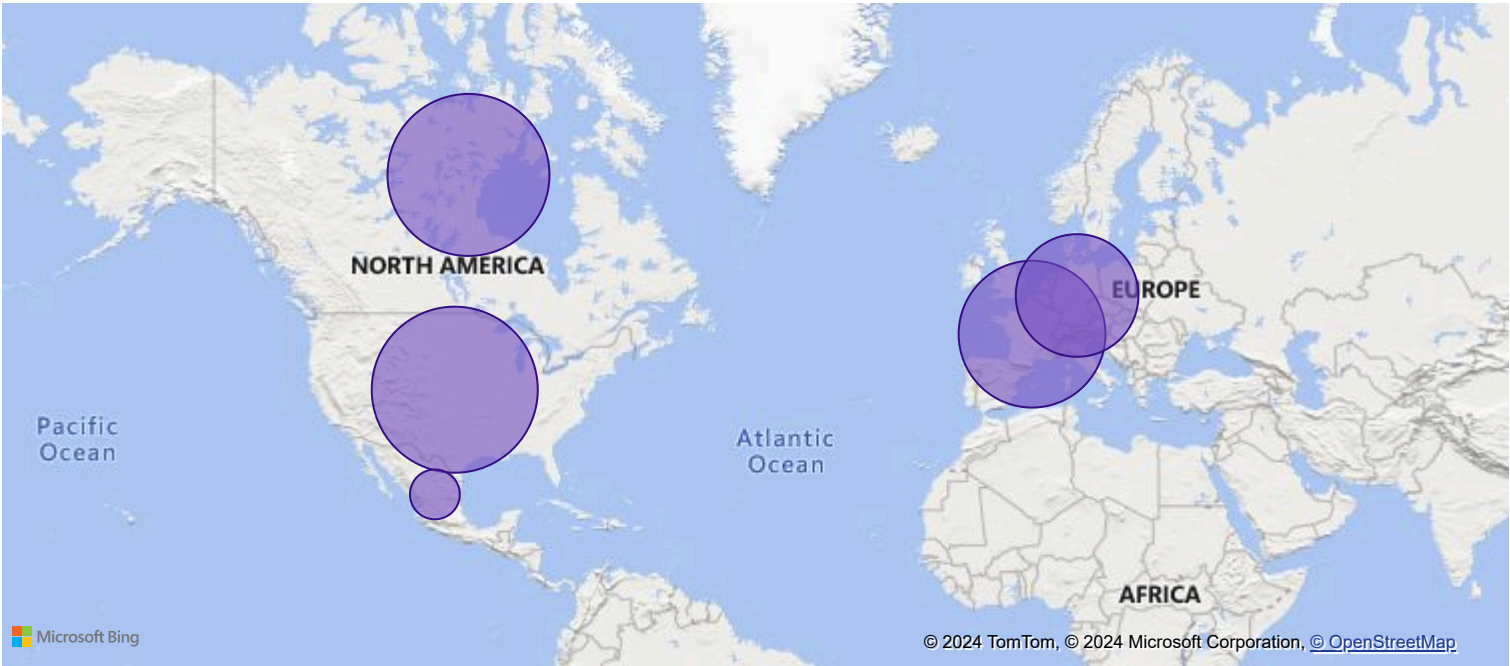 NORTH AMERICA
EUROPE
Pacific
Ocean
Atlantic
Ocean
AFRICA
Microsoft Bing
© 2024 TomTom, © 2024 Microsoft Corporation, © OpenStreetMap